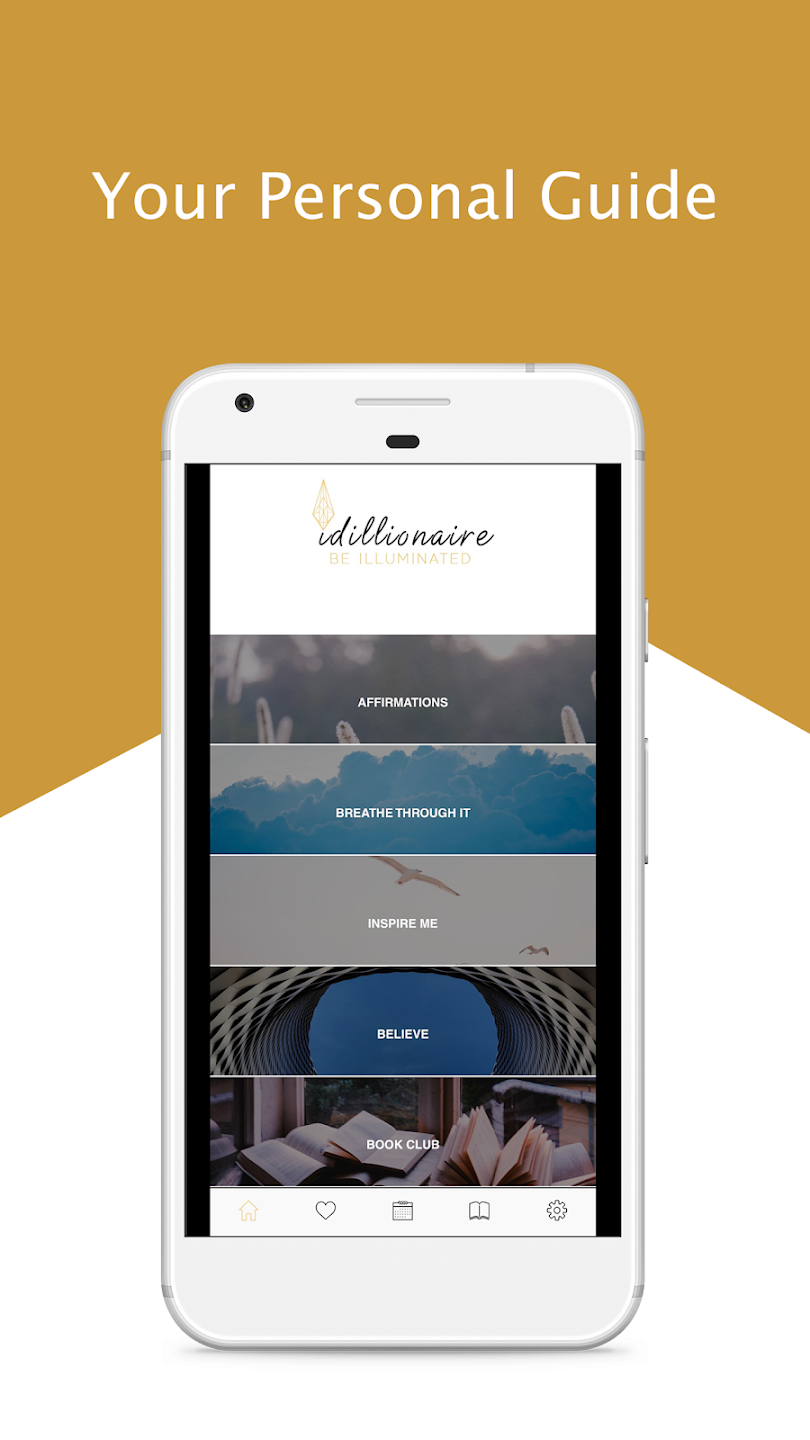 Your Personal Guide
idillionaire
BE ILLUMINATED
AFFIRMATIONS
BREATHE THROUGH IT
INSPIRE ME
BELIEVE
BOOK CLUB